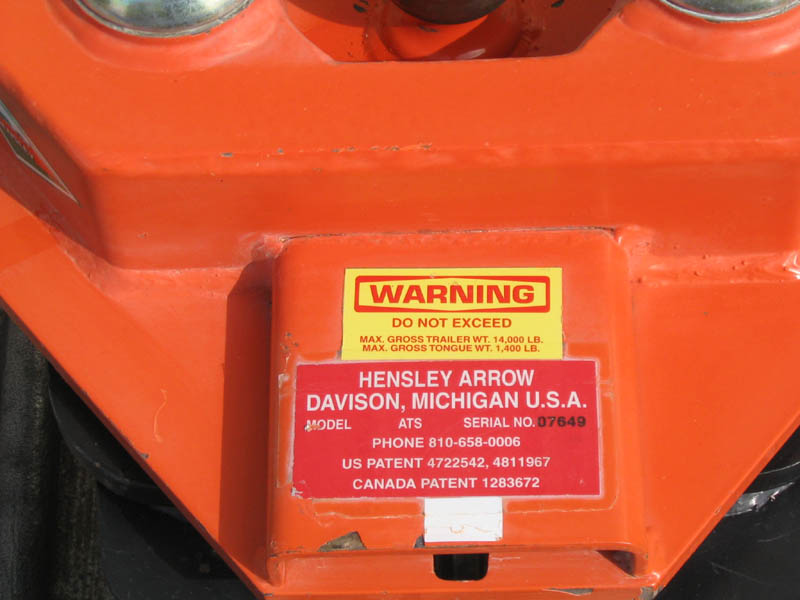 WARNING
DO NOT EXCEED
MAX. GROSS TRAILER WT. 14,000 LB.
MAX. GROSS TONGUE WT. 1,400 LB.
HENSLEY ARROW
DAVISON, MICHIGAN U.S.A.
MODEL ATS SERIAL NO. 07649
PHONE 810-658-0006
US PATENT 4722542, 4811967
CANADA PATENT 1283672